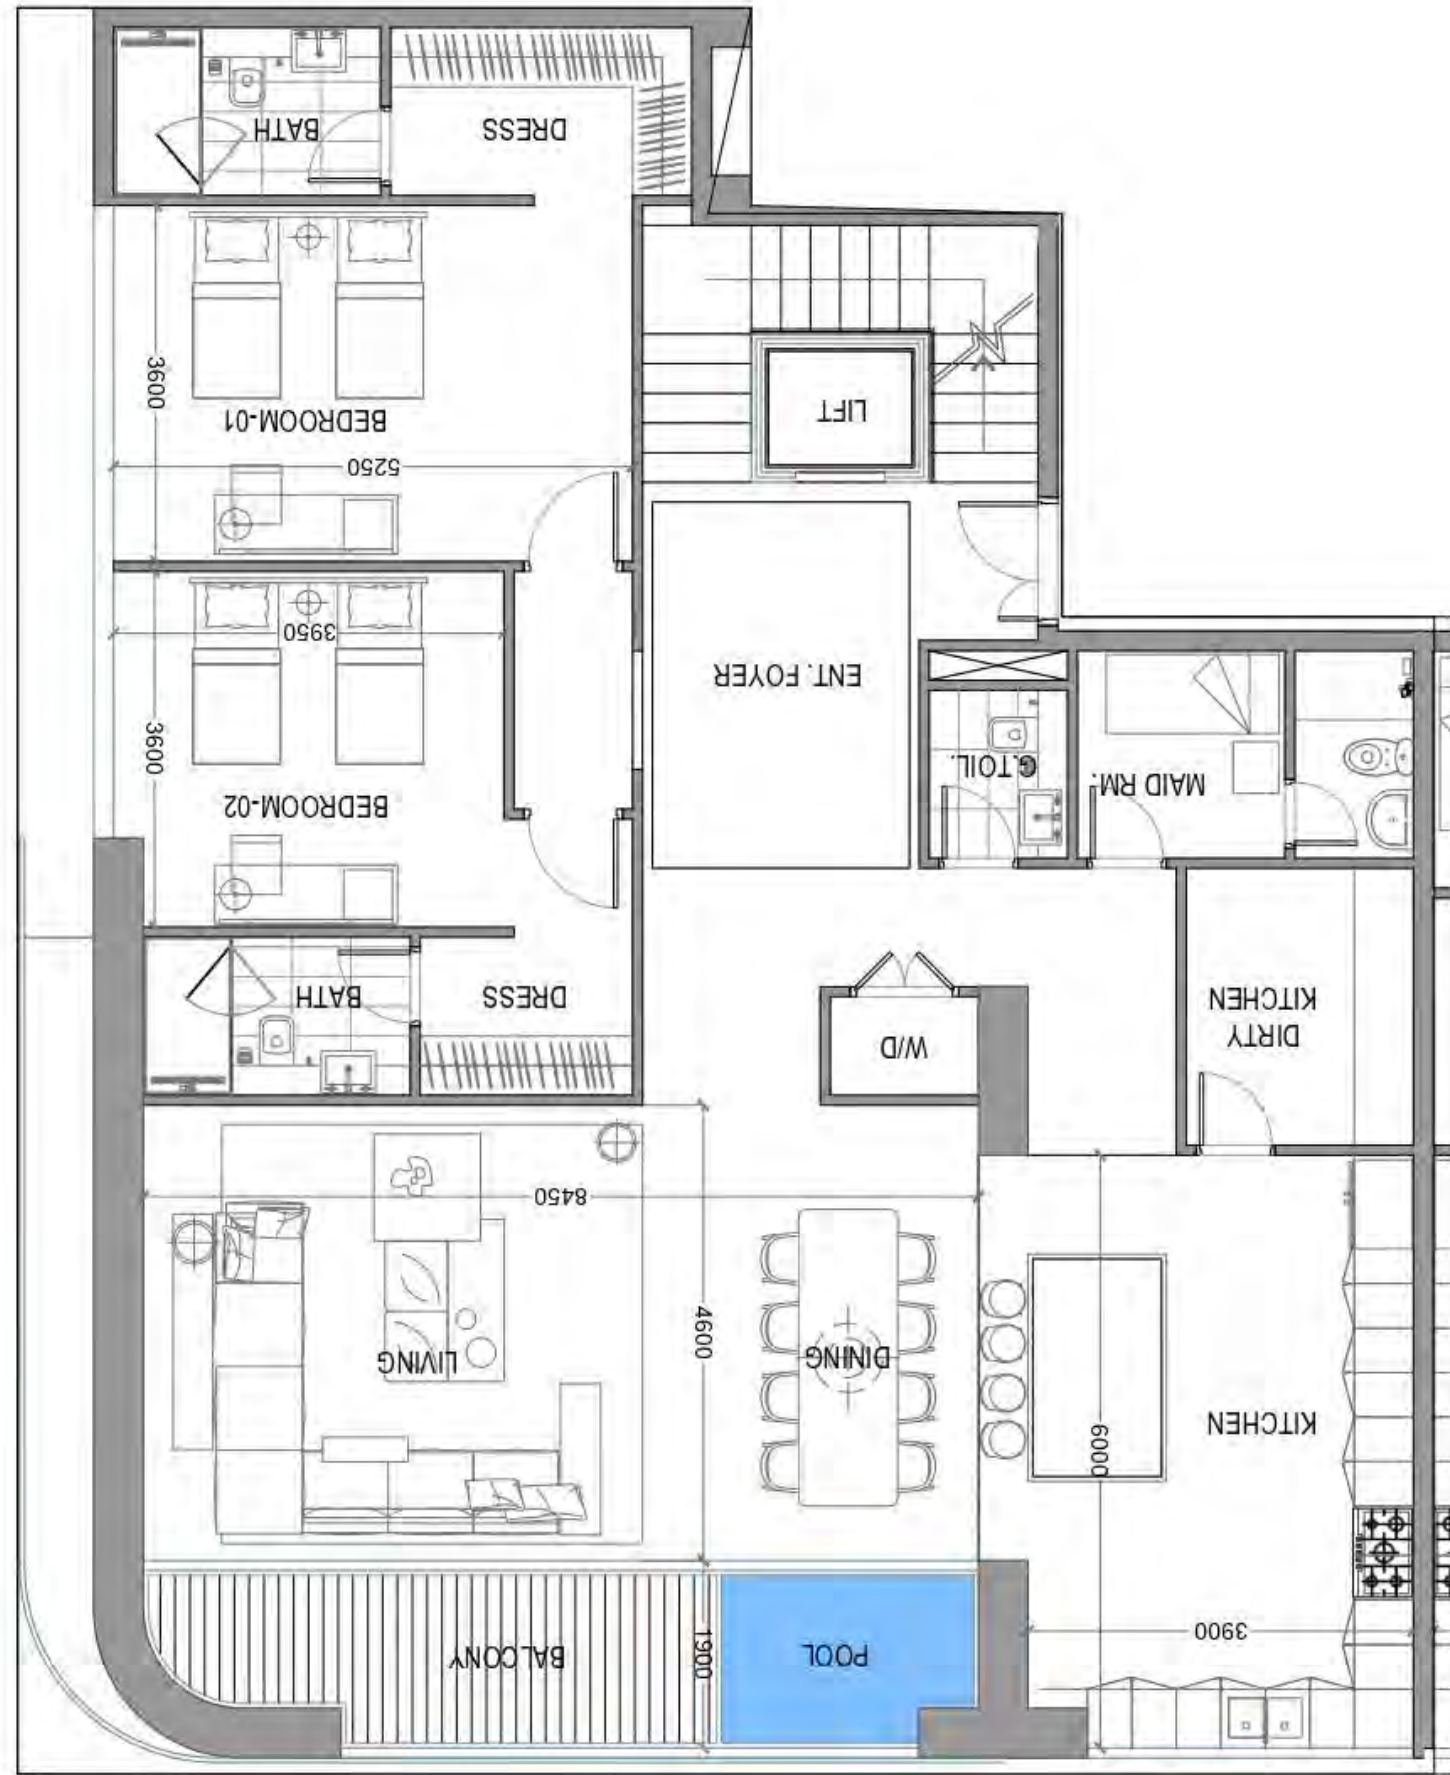 3900
POOL
1900
BALCONY
KITCHEN
6000
DINING
4600
LIVING
8450
DIRTY
KITCHEN
W/D
DRESS
BATH
MAID RM.
G.TOIL.
BEDROOM-02
3600
ENT. FOYER
3950
5250
BEDROOM-01
LIFT
3600
DRESS
BATH